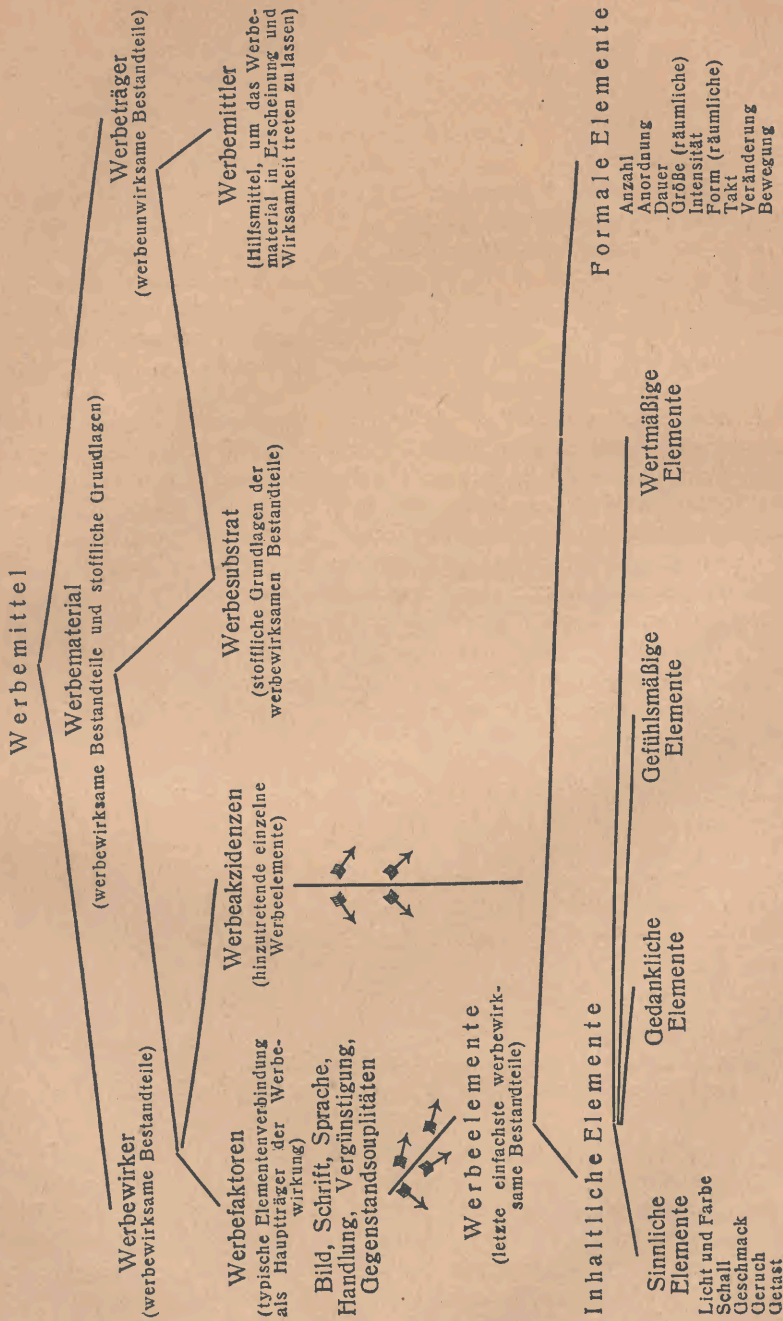 Werbemittel
Werbewirker
(werbewirksame Bestandteile)
Werbematerial
(werbewirksame Bestandteile und stoffliche Grundlagen)
Werbeträger
(werbeunwirksame Bestandteile)
Werbefaktoren
(typische Elementenverbindung
als Hauptträger der Werbe-
wirkung)
Bild, Schrift, Sprache,
Handlung, Vergünstigung,
Gegenstandsouplitäten
Werbeakzidenzen
(hinzutretende einzelne
Werbeelemente)
Werbesubstrat
(stoffliche Grundlagen der
werbewirksamen Bestandteile)
Werbemittler
(Hilfsmittel, um das Werbe-
material in Erscheinung und
Wirksamkeit treten zu lassen)
Werbeelemente
(letzte einfachste werbewirk-
same Bestandteile)
Inhaltliche Elemente
Formale Elemente
Anzahl
Anordnung
Dauer
Größe (räumliche)
Intensität
Form (räumliche)
Takt
Veränderung
Bewegung
Sinnliche
Elemente
Licht und Farbe
Schall
Geschmack
Geruch
Getast
Gedankliche
Elemente
Gefühlsmäßige
Elemente
Wertmäßige
Elemente